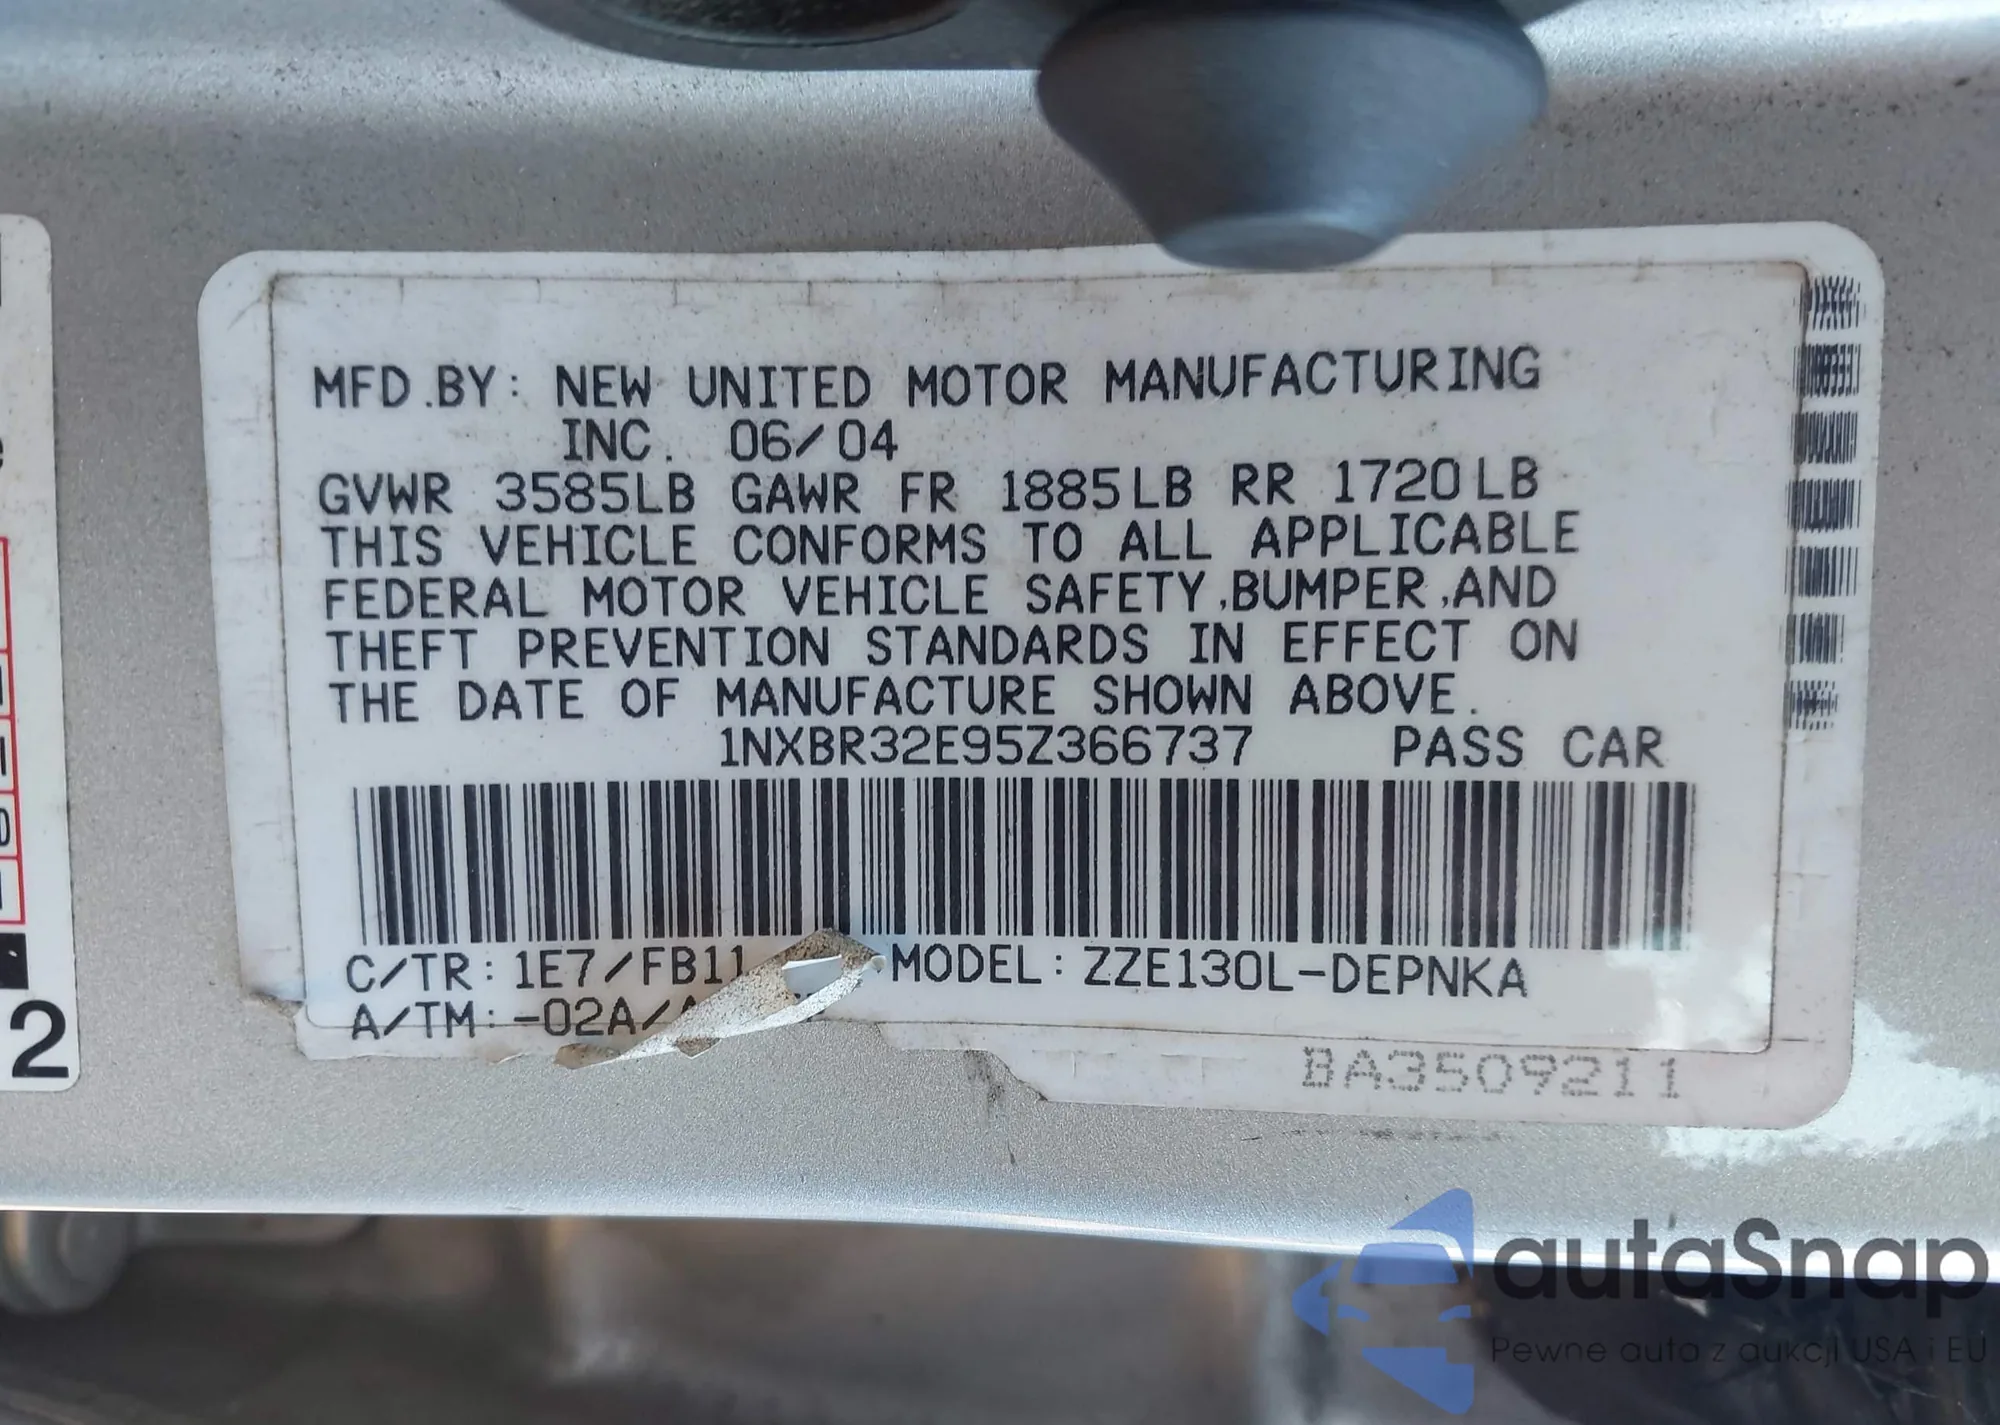 MFD.BY: NEW UNITED MOTOR MANUFACTURING
INC. 06/04
GVWR 3585LB GAWR FR 1885LB RR 1720LB
THIS VEHICLE CONFORMS TO ALL APPLICABLE
FEDERAL MOTOR VEHICLE SAFETY,BUMPER,AND
THEFT PREVENTION STANDARDS IN EFFECT ON
THE DATE OF MANUFACTURE SHOWN ABOVE.
1NXBR32E95Z366737 PASS CAR
C/TR: 1E7/FB11 MODEL: ZZE130L-DEPNKA
A/TM: -02A/
BA3509211
2
autaSnap
Pewne auta z aukcji USA i EU